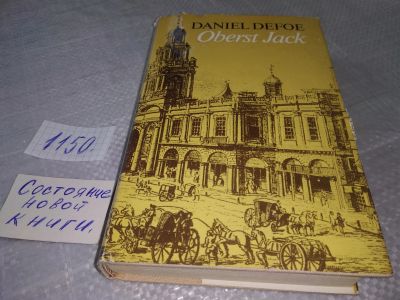 DANIEL DEFOE
Oberst Jack
1150.
Состояние
новой
книги.